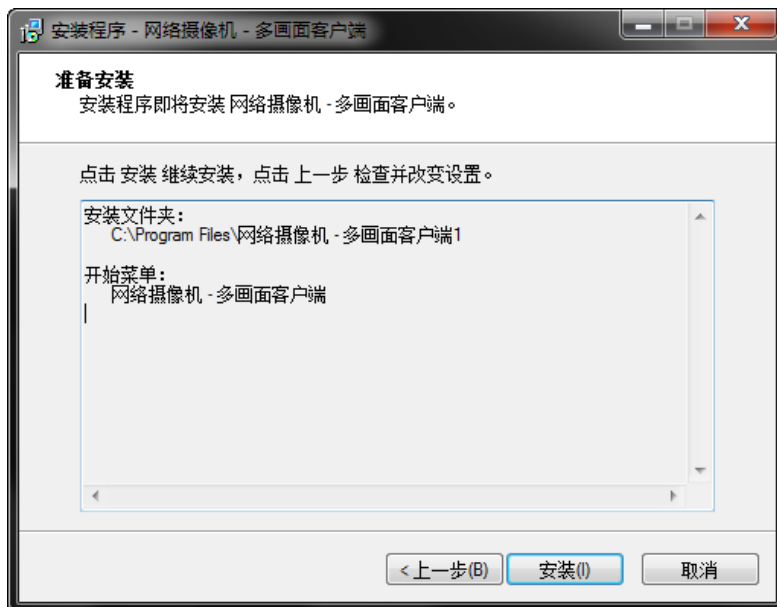 安装程序 - 网络摄像机 - 多画面客户端
准备安装
安装程序即将安装 网络摄像机 - 多画面客户端。
点击 安装 继续安装，点击 上一步 检查并改变设置。
安装文件夹：
C:\Program Files\网络摄像机 - 多画面客户端1
开始菜单：
网络摄像机 - 多画面客户端
<上一步(B)
安装(I)
取消